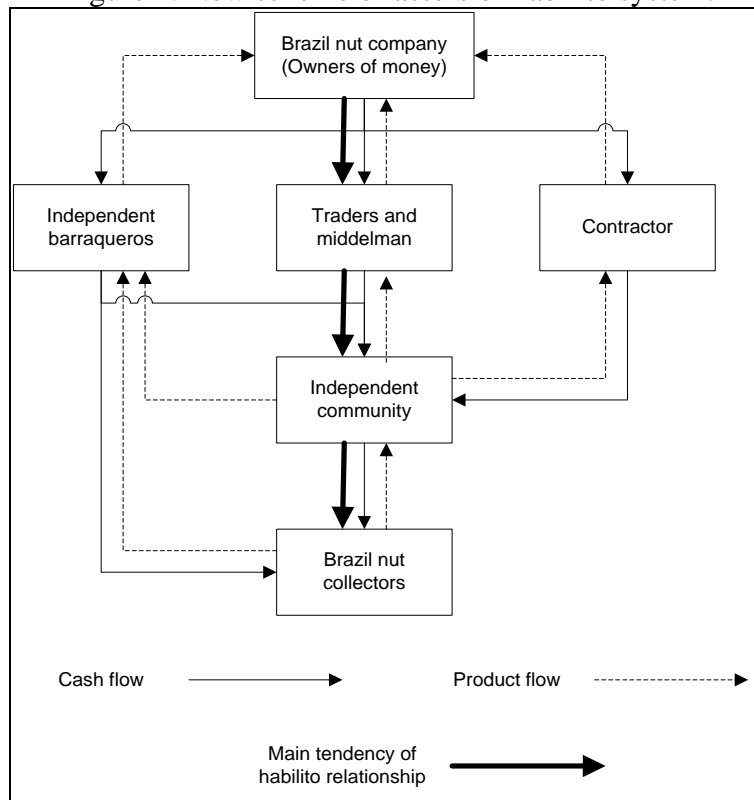 Brazil nut company
(Owners of money)
Independent
barraqueros
Traders and
middelman
Contractor
Independent
community
Brazil nut
collectors
Cash flow
Product flow
Main tendency of
habilito relationship